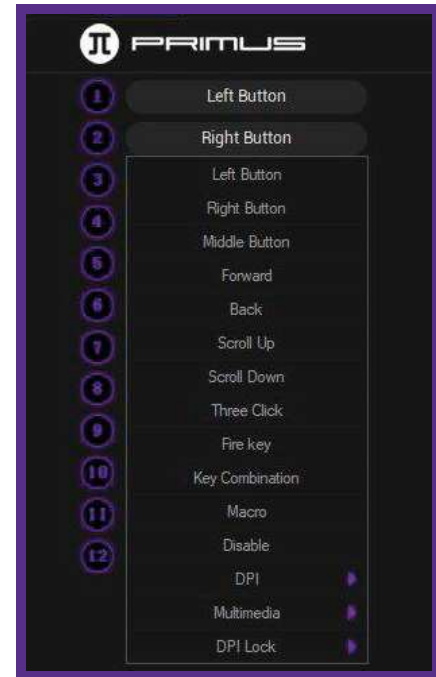 PRIMUS
1 Left Button
2 Right Button
3 Left Button
4 Right Button
Middle Button
5 Forward
6 Back
7 Scroll Up
8 Scroll Down
Three Click
9 Fire key
10 Key Combination
11 Macro
12 Disable
DPI
Multimedia
DPI Lock